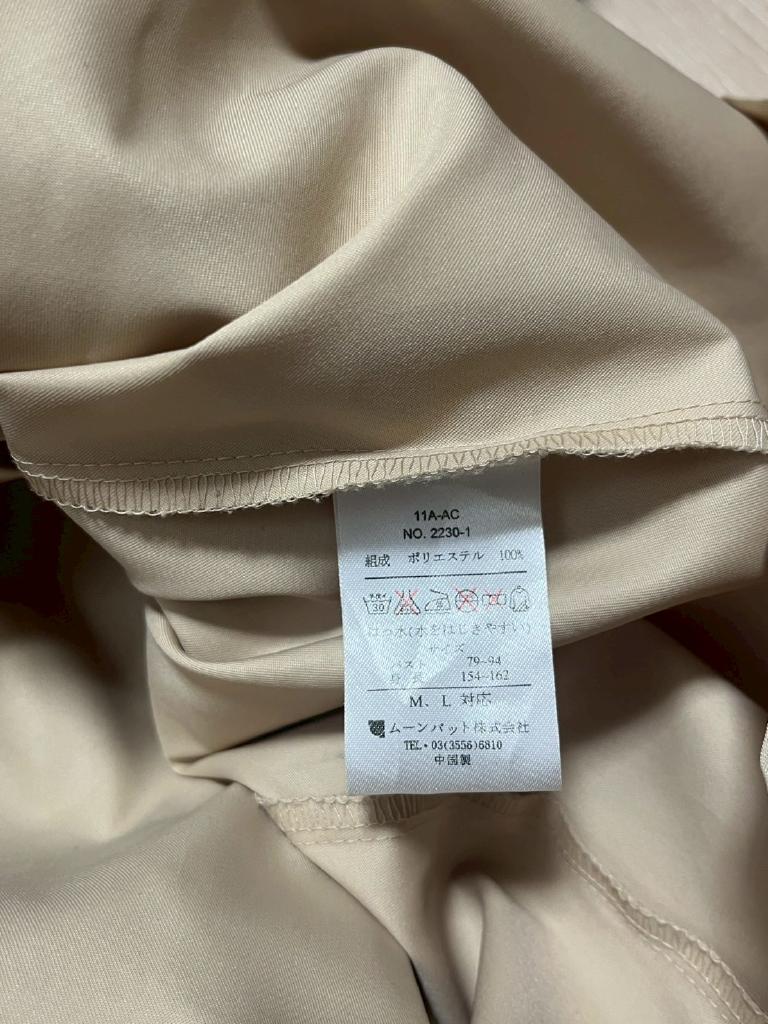 11A-AC
NO. 2230-1
組成 ポリエステル 100%
30
はっ水(水をはじきやすい)
サイズ
バスト 79~94
身長 154~162
M、L 対応
ムーンバット株式会社
TEL・03(3556)6810
中国製